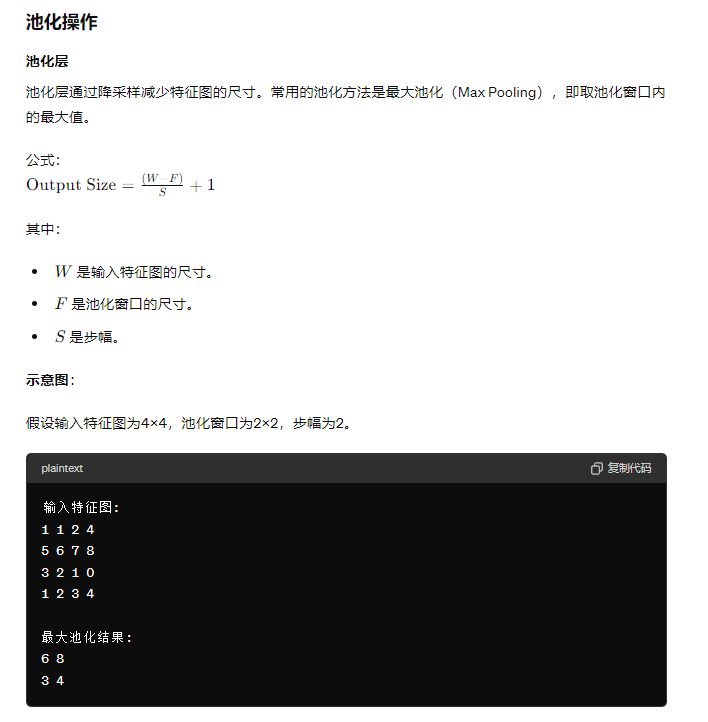 池化操作
池化层
池化层通过降采样减少特征图的尺寸。常用的池化方法是最大池化（Max Pooling），即取池化窗口内
的最大值。
公式：
Output Size = (W−F)/S + 1
其中：
• W 是输入特征图的尺寸。
• F 是池化窗口的尺寸。
• S 是步幅。
示意图：
假设输入特征图为4×4，池化窗口为2×2，步幅为2。
plaintext 复制代码
输入特征图：
1 1 2 4
5 6 7 8
3 2 1 0
1 2 3 4
最大池化结果：
6 8
3 4